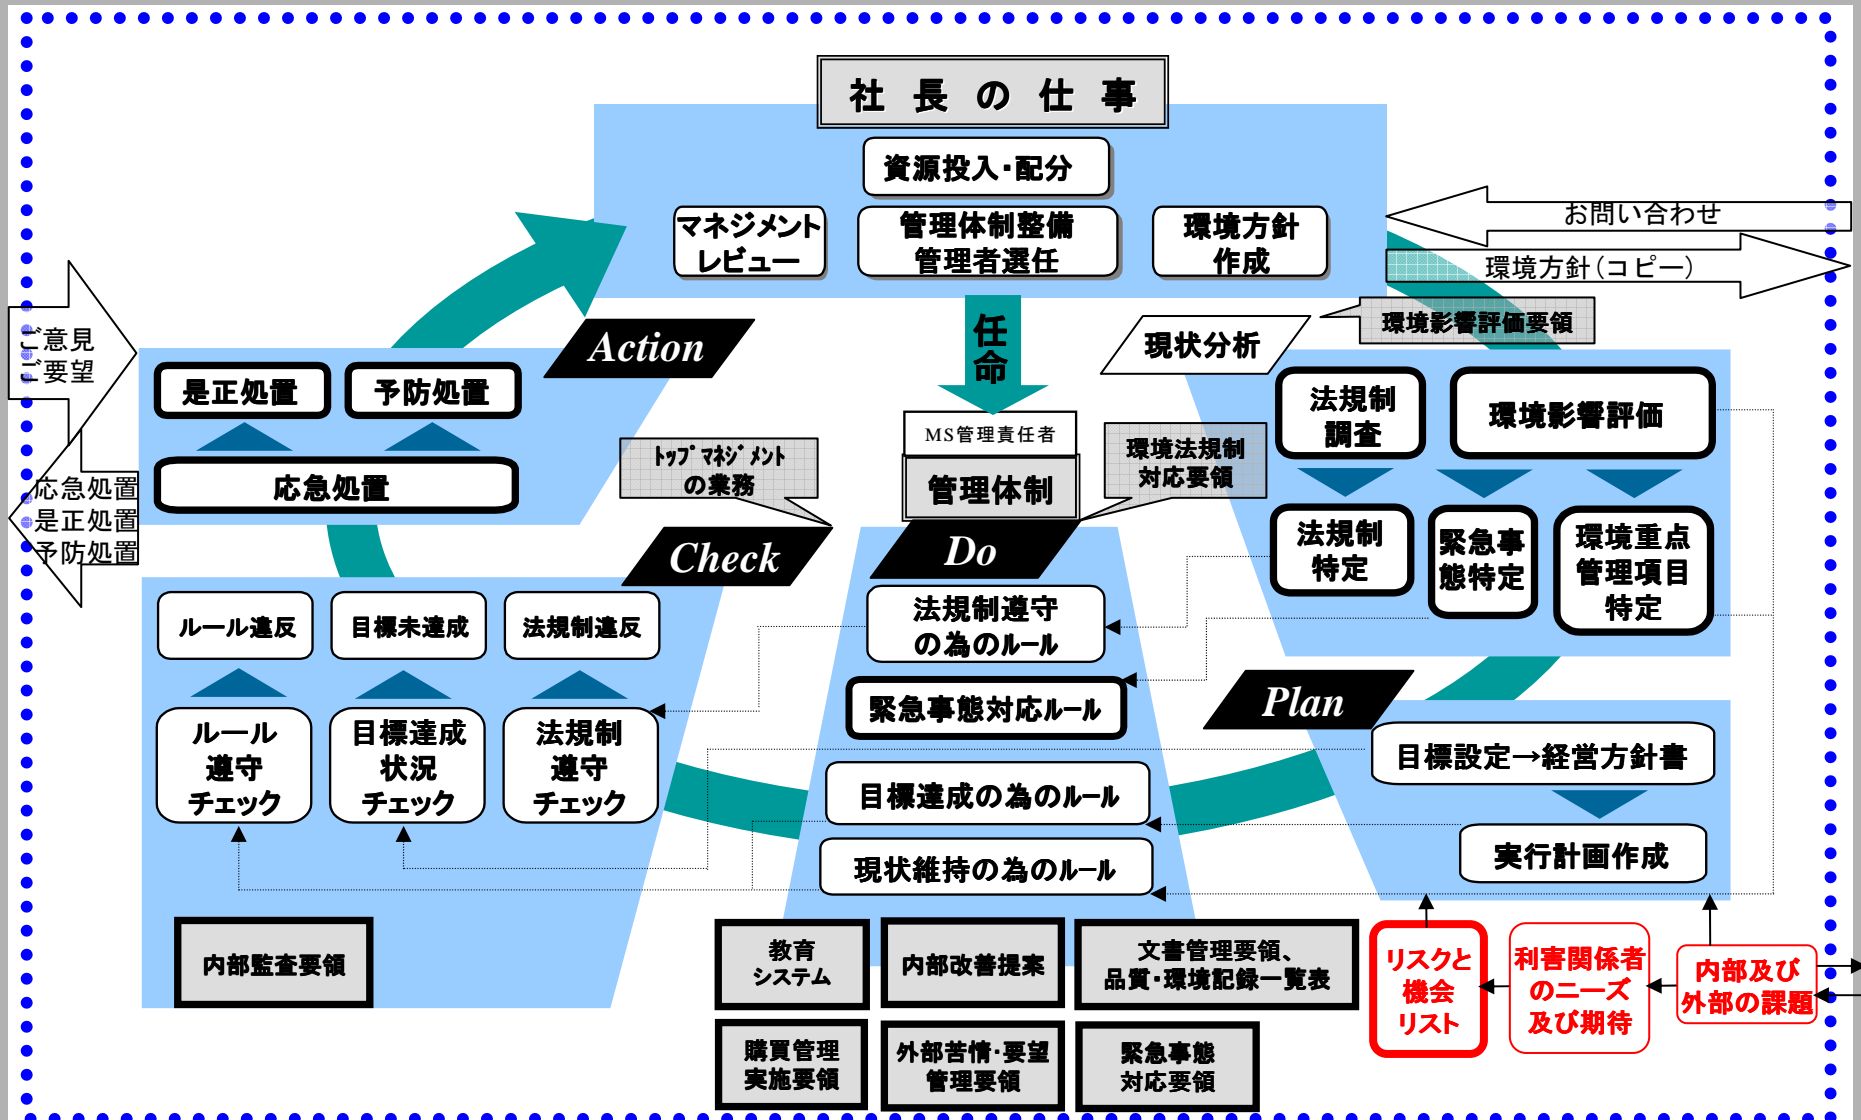 社長の仕事
資源投入・配分
マネジメント
レビュー
管理体制整備
管理者選任
環境方針
作成
お問い合わせ
環境方針（コピー）
ご意見
ご要望
Action
任
命
現状分析
環境影響評価要領
是正処置
予防処置
応急処置
応急処置
是正処置
予防処置
トップマネジメント
の業務
MS管理責任者
管理体制
環境法規制
対応要領
法規制
調査
環境影響評価
法規制
特定
緊急事
態特定
環境重点
管理項目
特定
Check
Do
ルール違反
目標未達成
法規制違反
ルール
遵守
チェック
目標達成
状況
チェック
法規制
遵守
チェック
法規制遵守
の為のルール
緊急事態対応ルール
目標達成の為のルール
現状維持の為のルール
Plan
目標設定→経営方針書
実行計画作成
内部監査要領
教育
システム
内部改善提案
文書管理要領、
品質・環境記録一覧表
購買管理
実施要領
外部苦情・要望
管理要領
緊急事態
対応要領
リスクと
機会
リスト
利害関係者
のニーズ
及び期待
内部及び
外部の課題